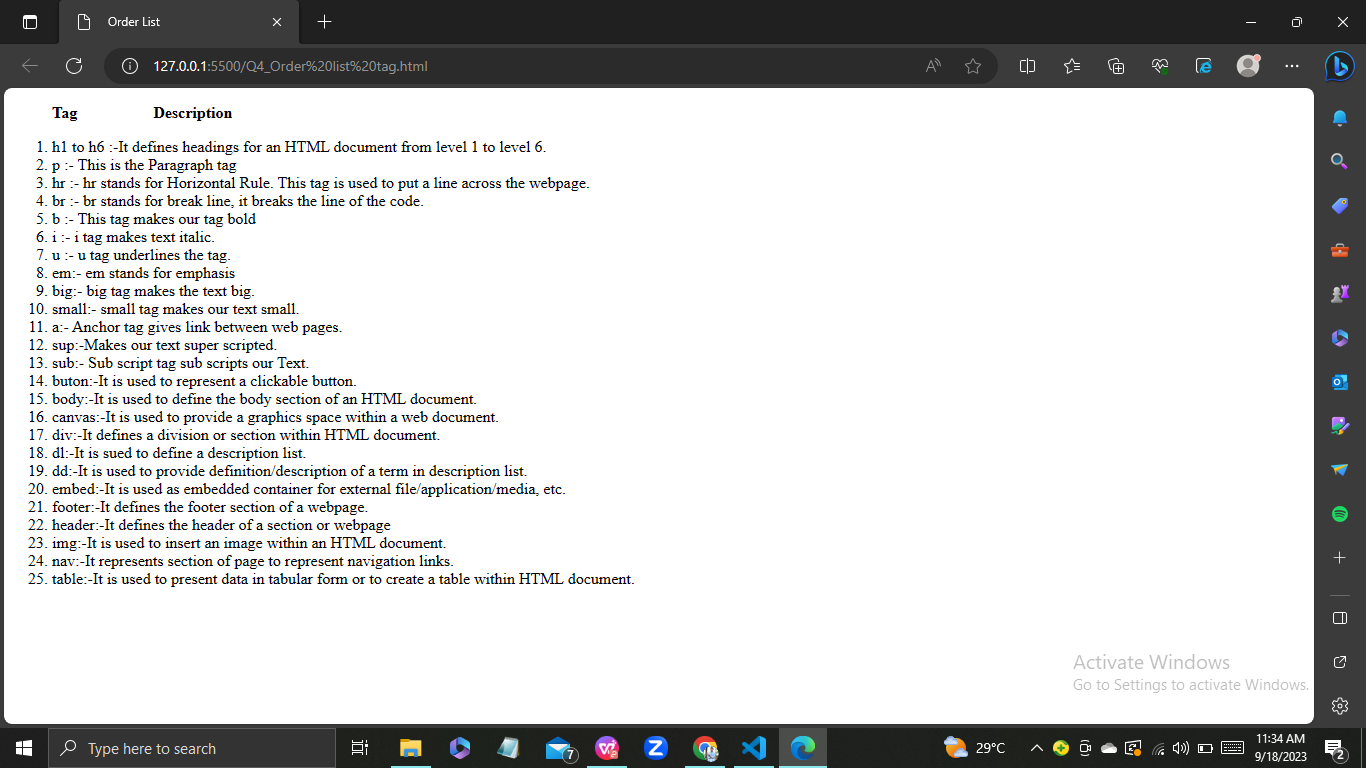 Order List
127.0.0.1:5500/Q4_Order%20list%20tag.html
Tag Description
1. h1 to h6 :-It defines headings for an HTML document from level 1 to level 6.
2. p :- This is the Paragraph tag
3. hr :- hr stands for Horizontal Rule. This tag is used to put a line across the webpage.
4. br :- br stands for break line, it breaks the line of the code.
5. b :- This tag makes our tag bold
6. i :- i tag makes text italic.
7. u :- u tag underlines the tag.
8. em:- em stands for emphasis
9. big:- big tag makes the text big.
10. small:- small tag makes our text small.
11. a:- Anchor tag gives link between web pages.
12. sup:-Makes our text super scripted.
13. sub:- Sub script tag sub scripts our Text.
14. buton:-It is used to represent a clickable button.
15. body:-It is used to define the body section of an HTML document.
16. canvas:-It is used to provide a graphics space within a web document.
17. div:-It defines a division or section within HTML document.
18. dl:-It is sued to define a description list.
19. dd:-It is used to provide definition/description of a term in description list.
20. embed:-It is used as embedded container for external file/application/media, etc.
21. footer:-It defines the footer section of a webpage.
22. header:-It defines the header of a section or webpage
23. img:-It is used to insert an image within an HTML document.
24. nav:-It represents section of page to represent navigation links.
25. table:-It is used to present data in tabular form or to create a table within HTML document.
Activate Windows
Go to Settings to activate Windows.
Type here to search
7
29°C
11:34 AM
9/18/2023
2